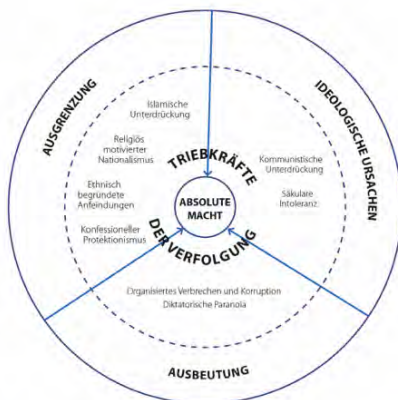 AUSGRENZUNG
IDEOLOGISCHE URSACHEN
Islamische
Unterdrückung
Religiös
motivierter
Nationalismus
Ethnisch
begründete
Anfeindungen
Konfessioneller
Protektionismus
TRIEBKRÄFTE
ABSOLUTE
MACHT
DER VERFOLGUNG
Kommunistische
Unterdrückung
Säkulare
Intoleranz
Organisiertes Verbrechen und Korruption
Diktatorische Paranoia
AUSBEUTUNG